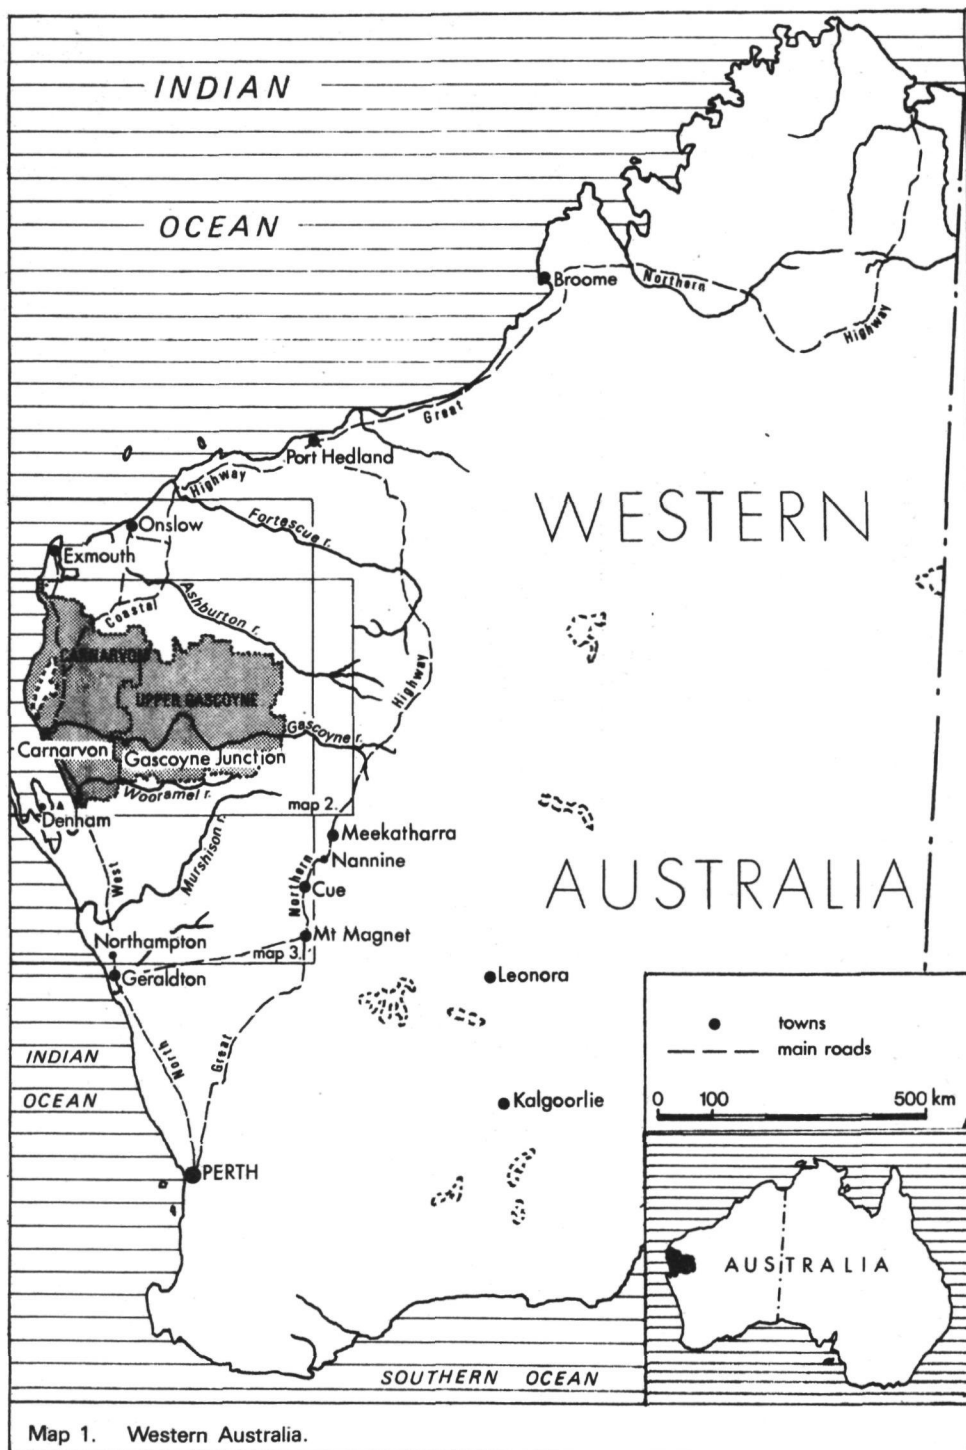 INDIAN
OCEAN
Broome
Northern
Highway
Great
Port Hedland
Highway
WESTERN
Onslow
Fortescue r.
Exmouth
Ashburton r.
Coastal
CARNARVON
UPPER GASCOYNE
Highway
Gascoyne r.
Carnarvon
Gascoyne Junction
Wooramel r.
map 2.
Denham
Murshison r.
Meekatharra
Nannine
Northern
Cue
West
AUSTRALIA
Northampton
Mt Magnet
map 3.
Geraldton
Leonora
INDIAN
OCEAN
North
Great
towns
main roads
0 100 500 km
Kalgoorlie
PERTH
AUSTRALIA
SOUTHERN OCEAN
Map 1. Western Australia.